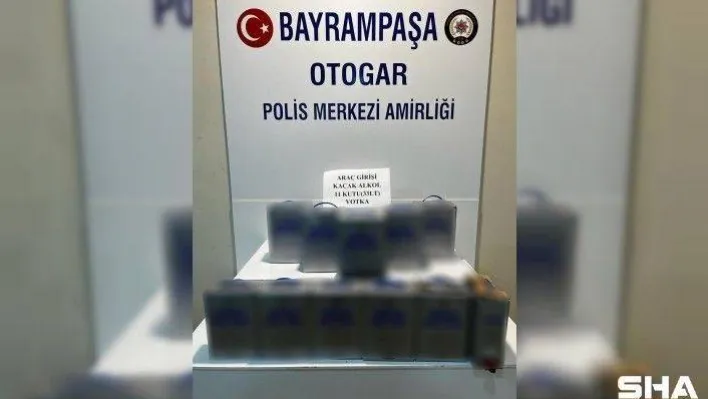 BAYRAMPAŞA
OTOGAR
POLİS MERKEZİ AMİRLİĞİ
ARAÇ GİRİŞİ
KAÇAK ALKOL
11 KUTU(33LT)
VOTKA
SHA